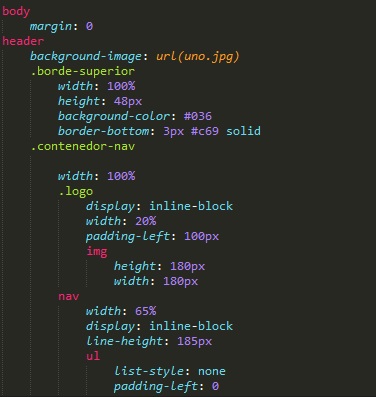 body
margin: 0
header
background-image: url(uno.jpg)
.borde-superior
width: 100%
height: 48px
background-color: #036
border-bottom: 3px #c69 solid
.contenedor-nav
width: 100%
.logo
display: inline-block
width: 20%
padding-left: 100px
img
height: 180px
width: 180px
nav
width: 65%
display: inline-block
line-height: 185px
ul
list-style: none
padding-left: 0